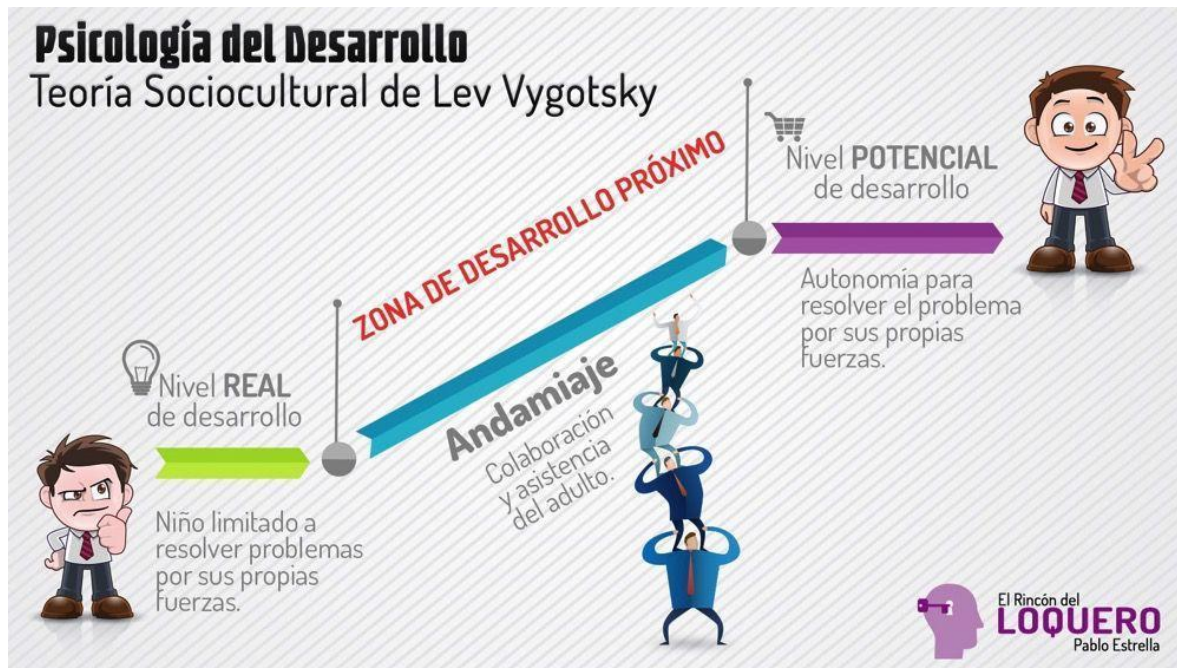 Psicología del Desarrollo
Teoría Sociocultural de Lev Vygotsky
ZONA DE DESARROLLO PRÓXIMO
Nivel POTENCIAL
de desarrollo
Autonomía para
resolver el problema
por sus propias
fuerzas.
Nivel REAL
de desarrollo
Andamiaje
Colaboración
y asistencia
del adulto.
Niño limitado a
resolver problemas
por sus propias
fuerzas.
El Rincón del
LOQUERO
Pablo Estrella